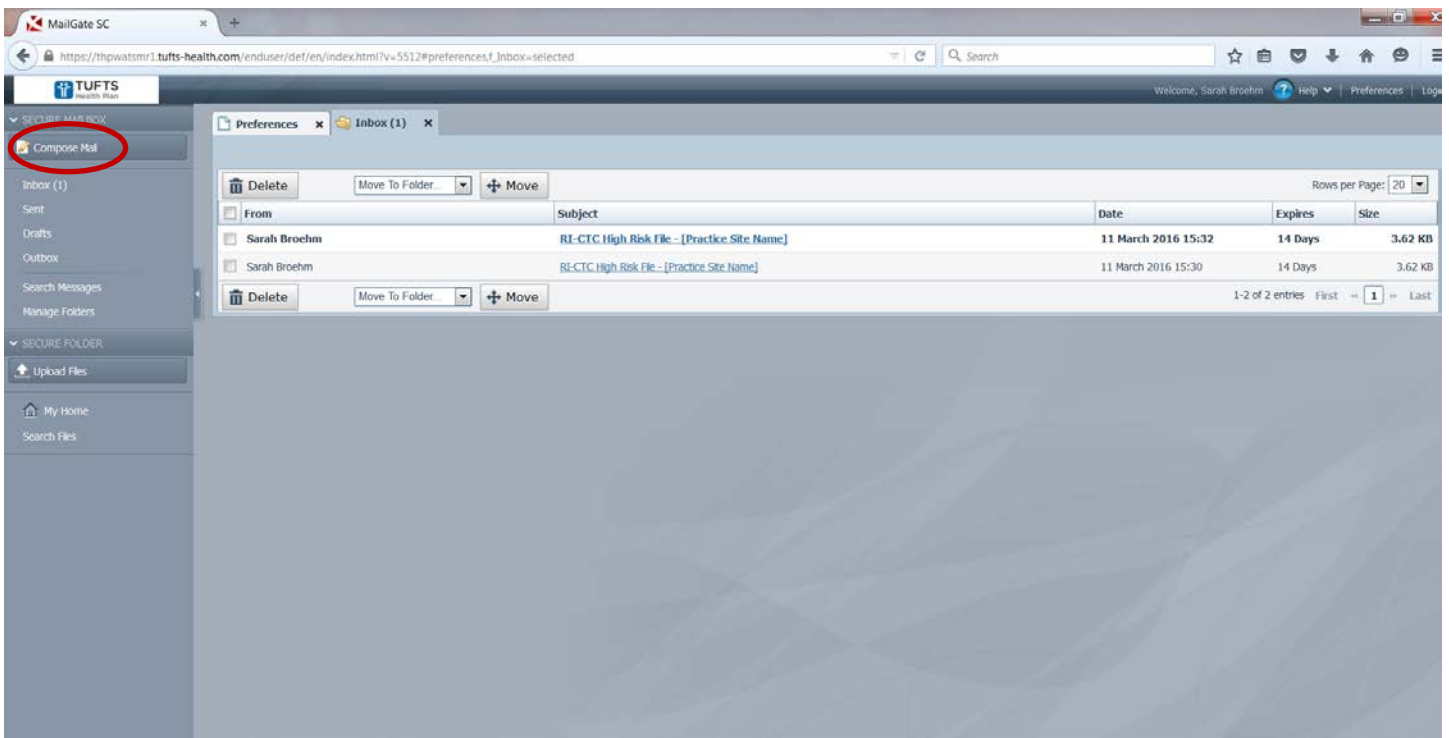 MailGate SC
https://thpwatsmr1.tufts-health.com/enduser/def/en/index.html?v=5512#preferences,f_Inbox=selected
Search
TUFTS
Health Plan
Welcome, Sarah Broehm
Help
Preferences
SECURE MAILBOX
Preferences
Inbox (1)
Compose Mail
Inbox (1)
Delete
Move To Folder...
Move
Rows per Page: 20
Sent
From Subject Date Expires Size
Drafts
Sarah Broehm RI-CTC High Risk File - [Practice Site Name] 11 March 2016 15:32 14 Days 3.62 KB
Outbox
Sarah Broehm RI-CTC High Risk File - [Practice Site Name] 11 March 2016 15:30 14 Days 3.62 KB
Search Messages
Delete
Move To Folder...
Move
1-2 of 2 entries First « 1 » Last
Manage Folders
SECURE FOLDER
Upload Files
My Home
Search Files